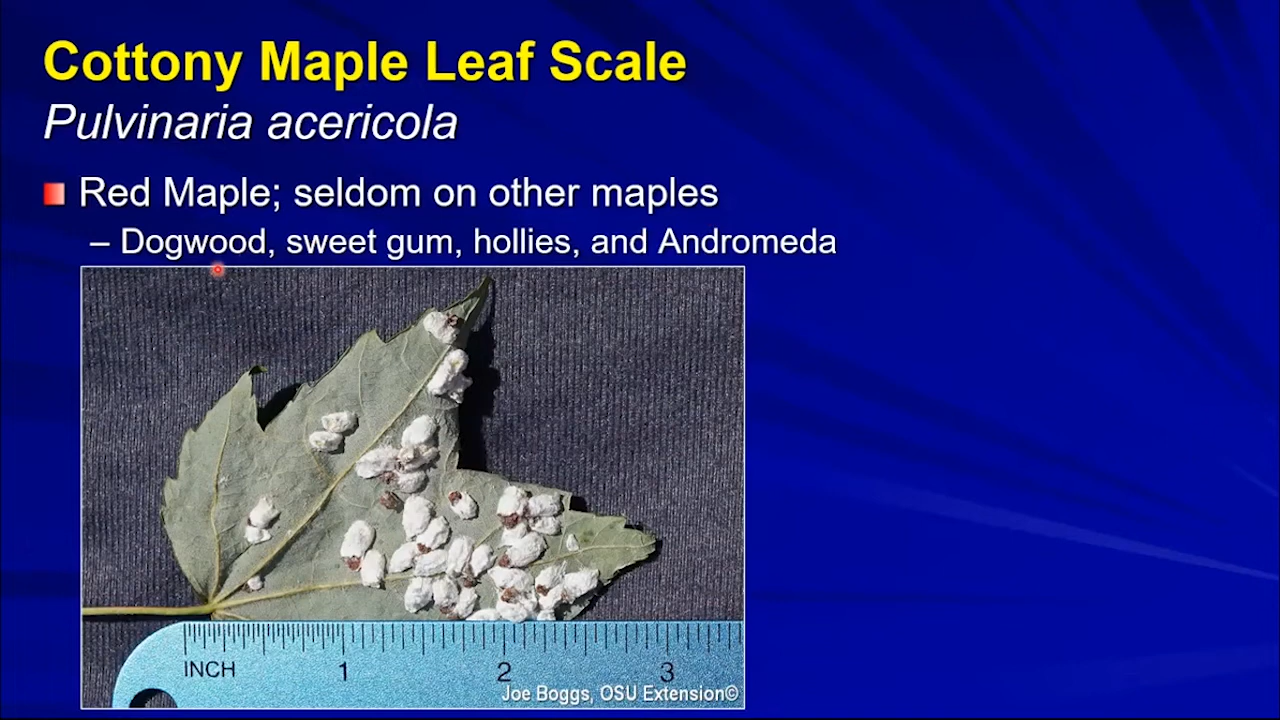 Cottony Maple Leaf Scale
Pulvinaria acericola
Red Maple; seldom on other maples
– Dogwood, sweet gum, hollies, and Andromeda
INCH 1 2 3
Joe Boggs, OSU Extension©